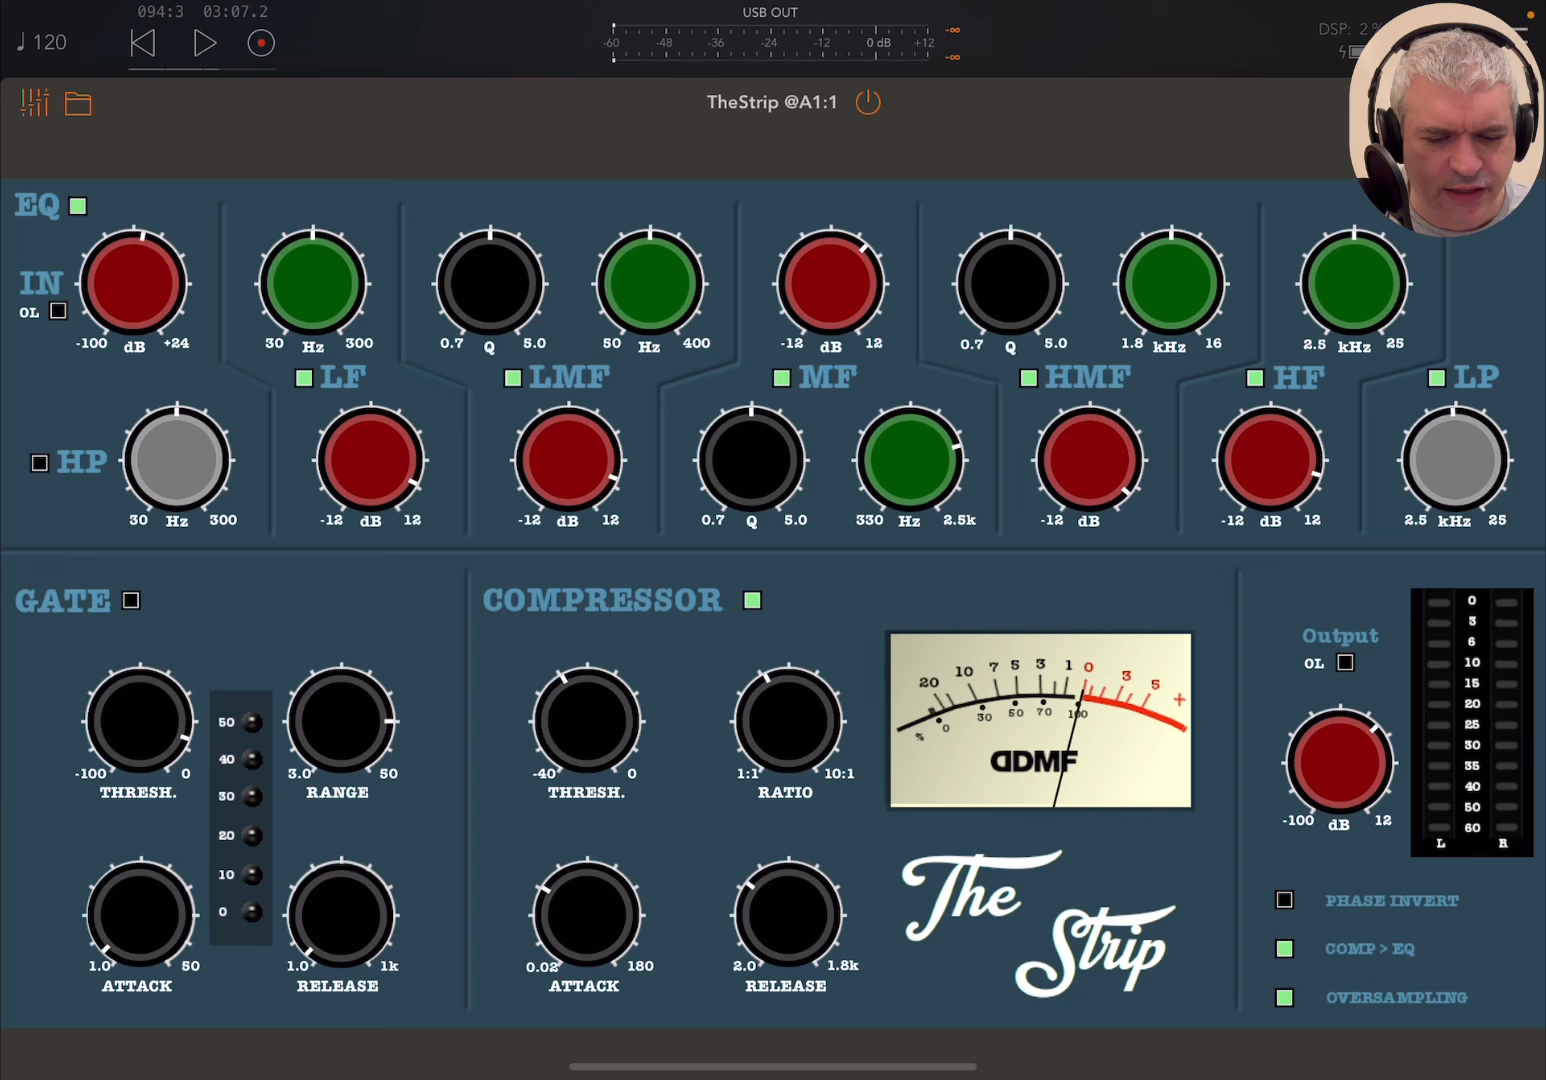 094:3 03:07.2
USB OUT
♩ 120
-60 -48 -36 -24 -12 0 dB +12
-∞
-∞
DSP: 2 %
TheStrip @A1:1
EQ
IN
OL
-100 dB +24
30 Hz 300
0.7 Q 5.0
50 Hz 400
-12 dB 12
0.7 Q 5.0
1.8 kHz 16
2.5 kHz 25
LF
LMF
MF
HMF
HF
LP
HP
30 Hz 300
-12 dB 12
-12 dB 12
0.7 Q 5.0
330 Hz 2.5k
-12 dB
-12 dB 12
2.5 kHz 25
GATE
-100 0
THRESH.
3.0 50
RANGE
50
40
30
20
10
0
1.0 50
ATTACK
1.0 1k
RELEASE
COMPRESSOR
-40 0
THRESH.
1:1 10:1
RATIO
0.02 180
ATTACK
2.0 1.8k
RELEASE
20 10 7 5 3 1 0 3 5 +
% 0 30 50 70 100
DDMF
The
Strip
Output
OL
-100 dB 12
0
3
6
10
15
20
25
30
35
40
50
60
L R
PHASE INVERT
COMP > EQ
OVERSAMPLING